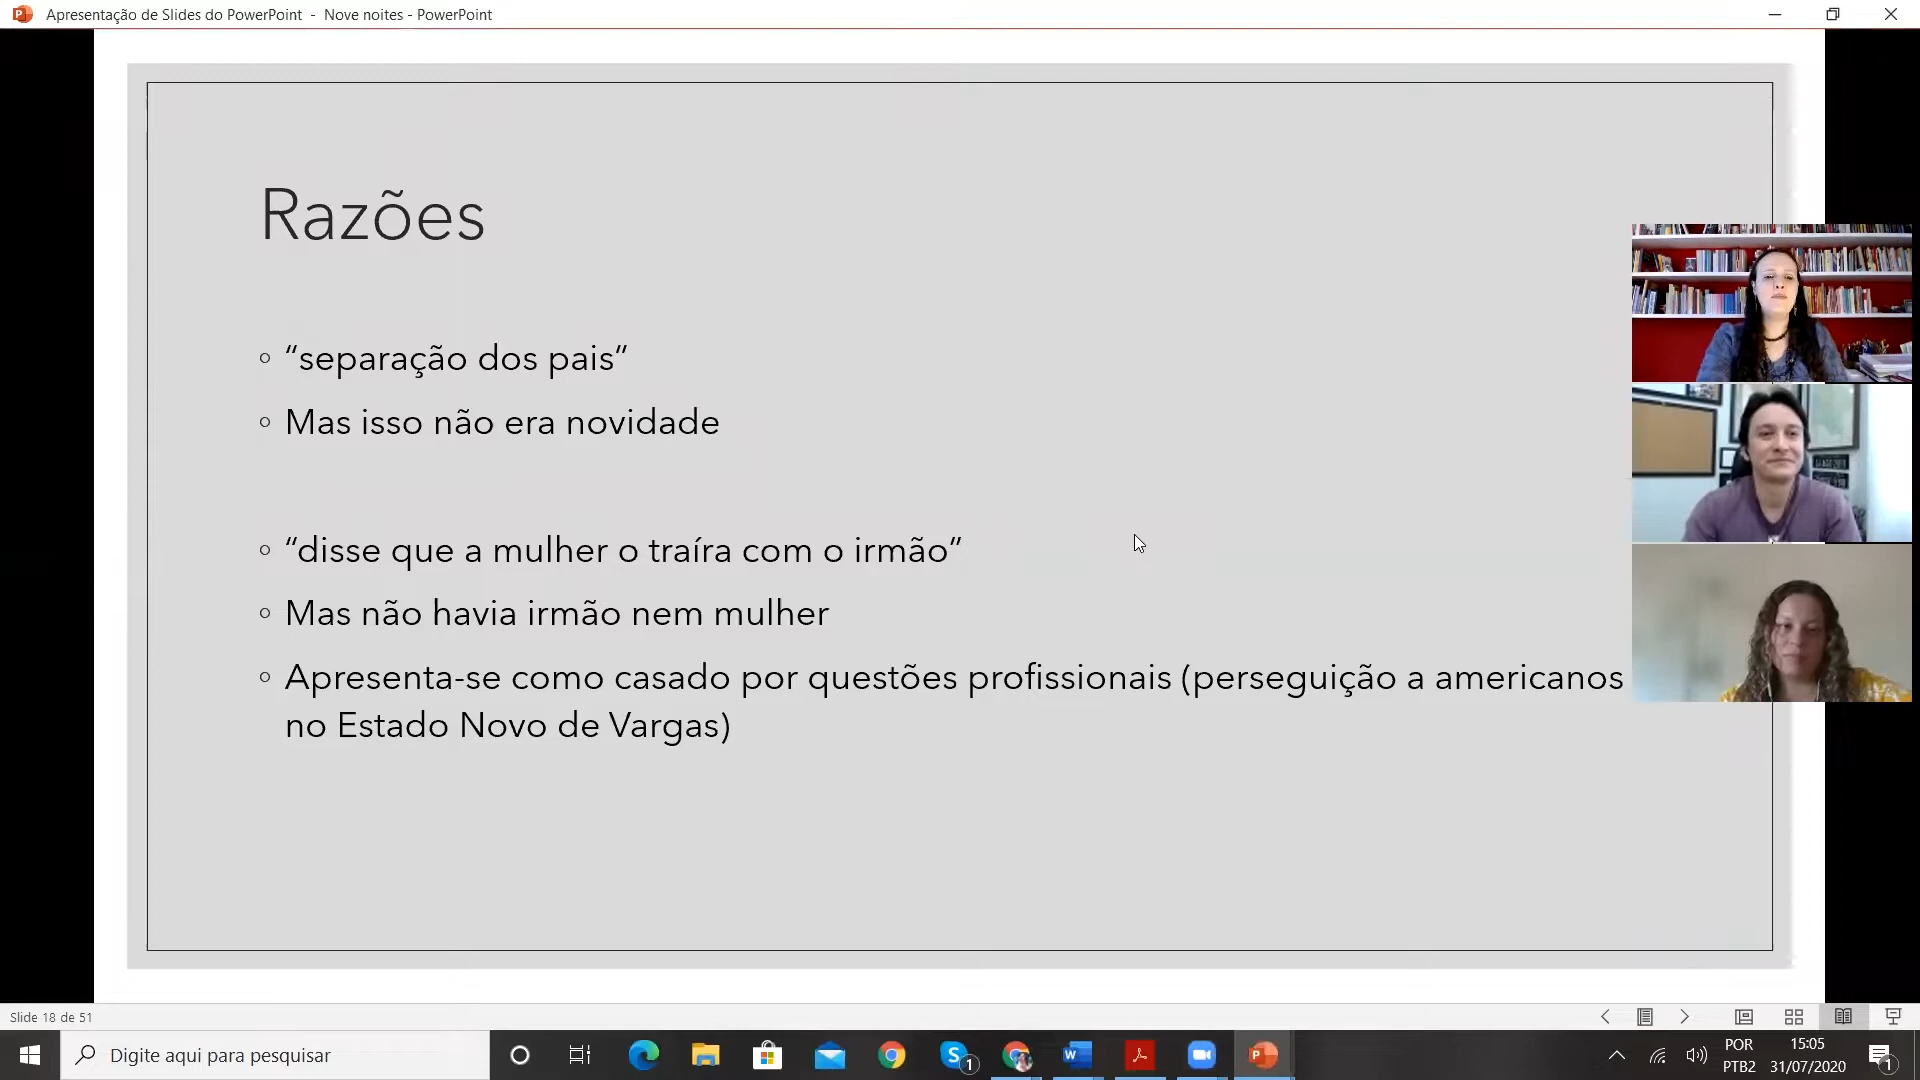 Apresentação de Slides do PowerPoint - Nove noites - PowerPoint
Razões
“separação dos pais”
Mas isso não era novidade
“disse que a mulher o traíra com o irmão”
Mas não havia irmão nem mulher
Apresenta-se como casado por questões profissionais (perseguição a americanos
no Estado Novo de Vargas)
Slide 18 de 51
Digite aqui para pesquisar
1
POR
PTB2
15:05
31/07/2020
1